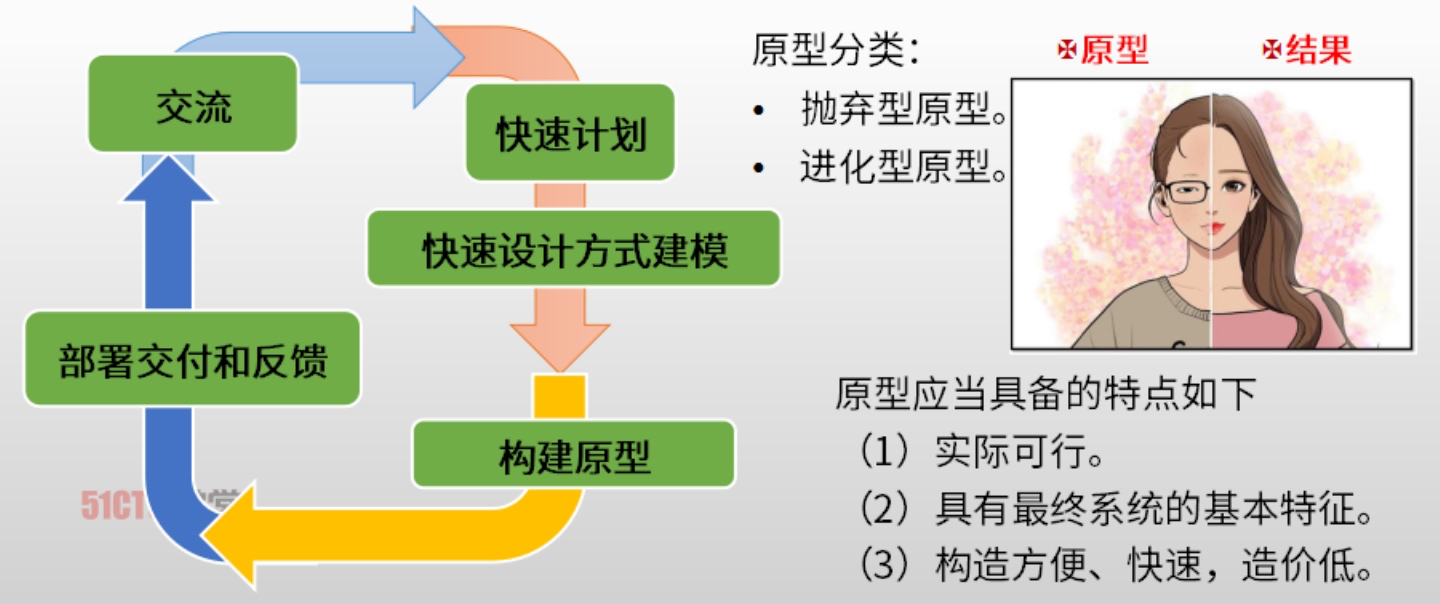 交流
快速计划
快速设计方式建模
部署交付和反馈
构建原型
51CT
原型分类：
• 抛弃型原型。
• 进化型原型。
✠原型
✠结果
原型应当具备的特点如下
（1）实际可行。
（2）具有最终系统的基本特征。
（3）构造方便、快速，造价低。